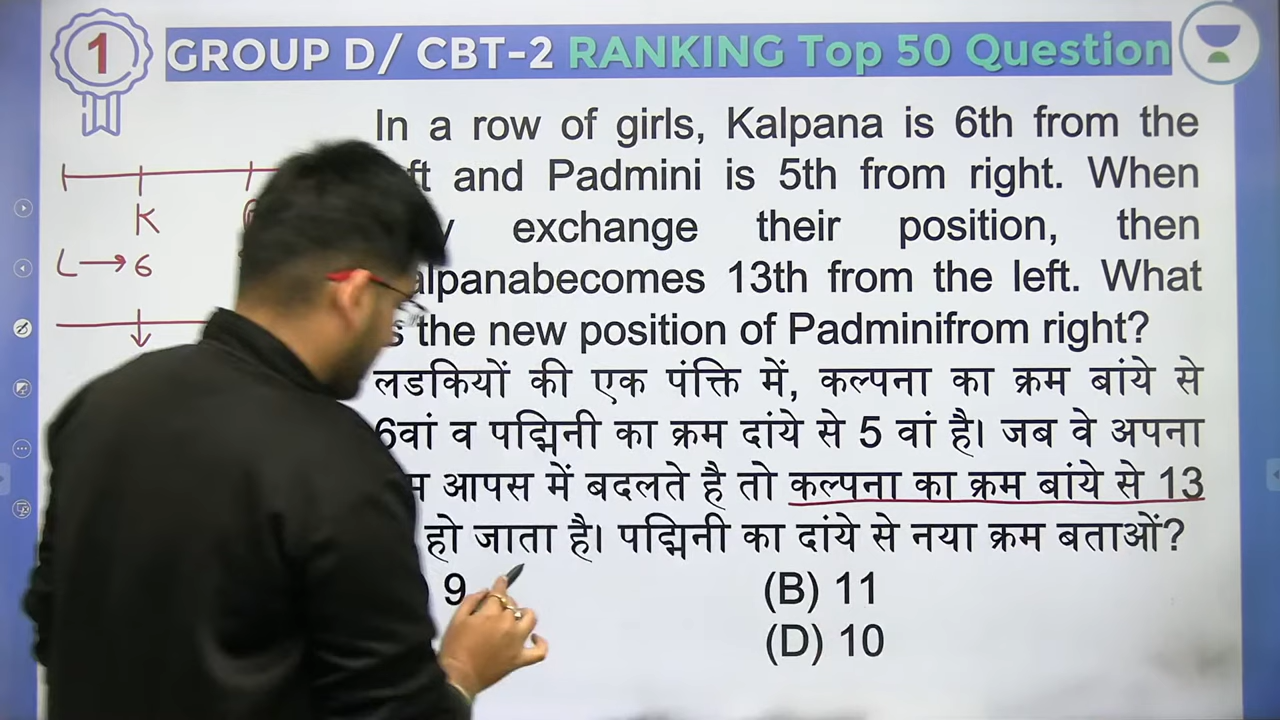 1
GROUP D/ CBT-2 RANKING Top 50 Question
In a row of girls, Kalpana is 6th from the
and Padmini is 5th from right. When
exchange their position, then
13th from the left. What
the new position of Padminifrom right?
लडकियों की एक पंक्ति में, कल्पना का क्रम बांये से
6वां व पद्मिनी का क्रम दांये से 5 वां है। जब वे अपना
आपस में बदलते है तो कल्पना का क्रम बांये से 13
हो जाता है। पद्मिनी का दांये से नया क्रम बताओं?
9
(B) 11
(D) 10
K
L → 6